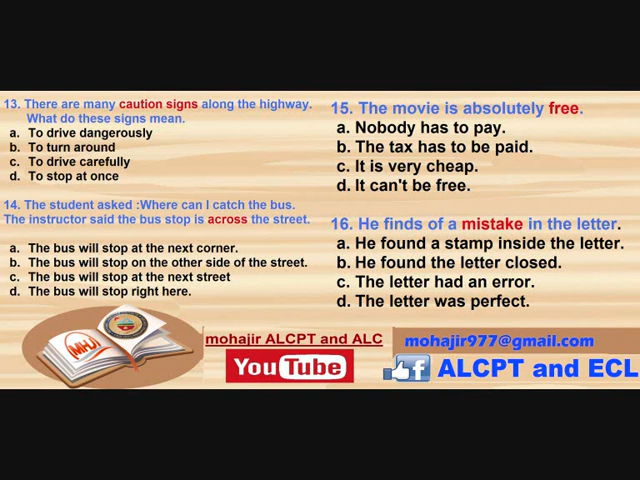 13. There are many caution signs along the highway.
What do these signs mean.
a. To drive dangerously
b. To turn around
c. To drive carefully
d. To stop at once
14. The student asked :Where can I catch the bus.
The instructor said the bus stop is across the street.
a. The bus will stop at the next corner.
b. The bus will stop on the other side of the street.
c. The bus will stop at the next street
d. The bus will stop right here.
15. The movie is absolutely free.
a. Nobody has to pay.
b. The tax has to be paid.
c. It is very cheap.
d. It can't be free.
16. He finds of a mistake in the letter.
a. He found a stamp inside the letter.
b. He found the letter closed.
c. The letter had an error.
d. The letter was perfect.
mohajir ALCPT and ALC
YouTube
mohajir977@gmail.com
f ALCPT and ECL